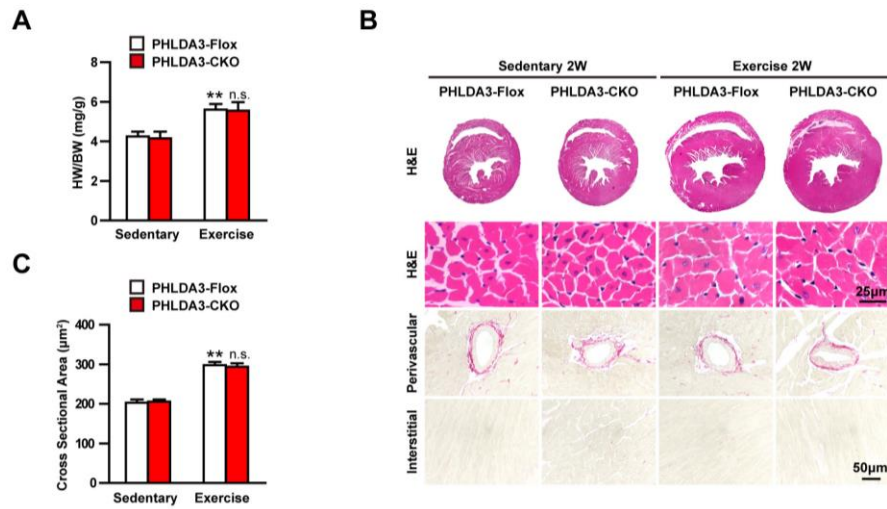 A
PHLDA3-Flox
PHLDA3-CKO
HW/BW (mg/g)
8
6
4
2
0
** n.s.
Sedentary Exercise
B
Sedentary 2W Exercise 2W
PHLDA3-Flox PHLDA3-CKO PHLDA3-Flox PHLDA3-CKO
H&E
H&E
25μm
Perivascular
Interstitial
50μm
C
PHLDA3-Flox
PHLDA3-CKO
Cross Sectional Area (μm²)
400
300
200
100
0
** n.s.
Sedentary Exercise